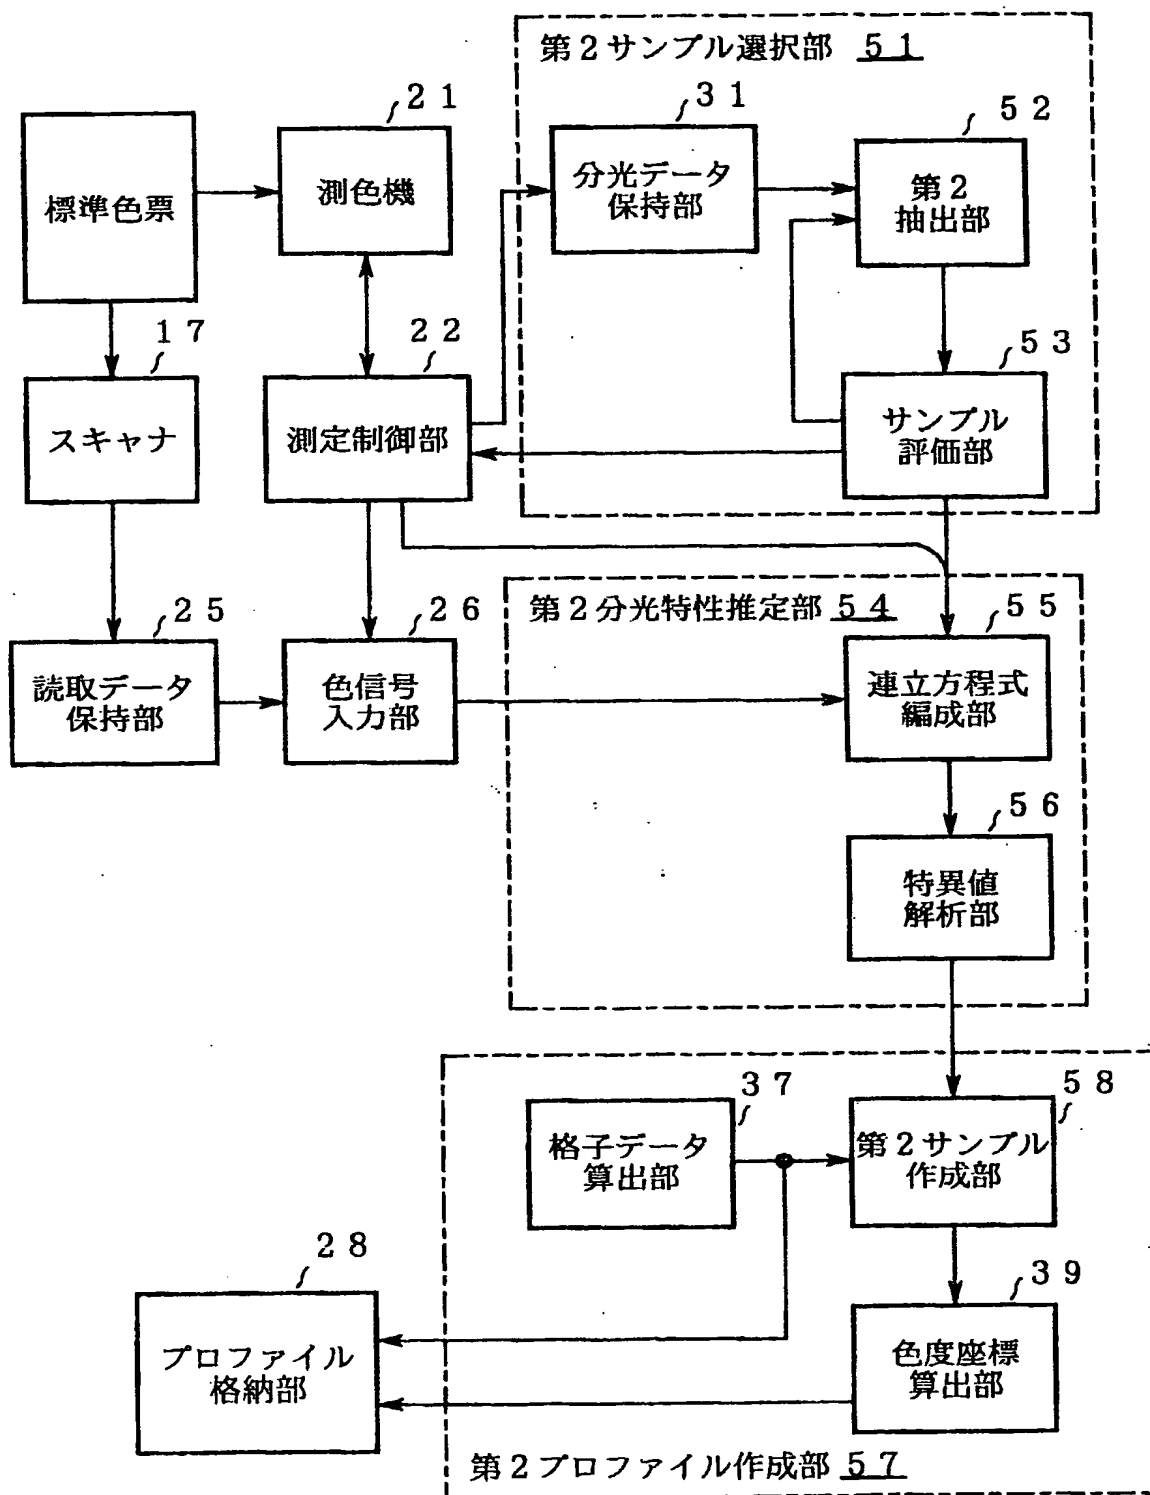 第2サンプル選択部 51
21
31
52
標準色票
測色機
分光データ
保持部
第2
抽出部
17
22
53
スキャナ
測定制御部
サンプル
評価部
25
26
第2分光特性推定部 54
55
読取データ
保持部
色信号
入力部
連立方程式
編成部
56
特異値
解析部
37
58
格子データ
算出部
第2サンプル
作成部
28
39
プロファイル
格納部
色度座標
算出部
第2プロファイル作成部 57